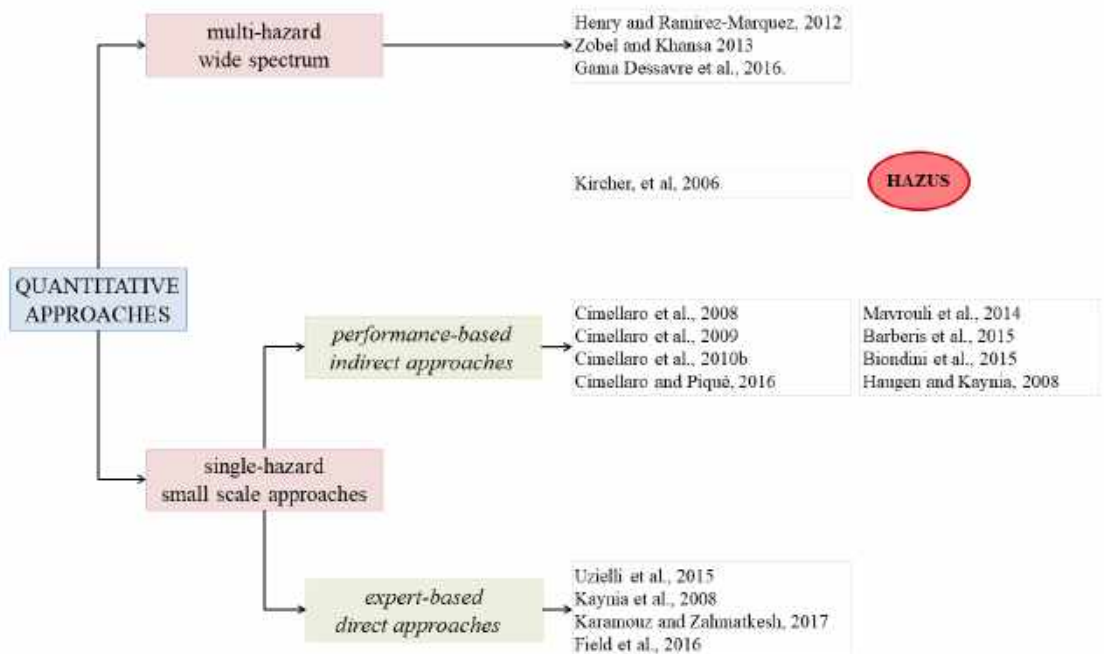 multi-hazard
wide spectrum
Henry and Ramirez-Marquez, 2012
Zobel and Khansa 2013
Gama Dessavre et al., 2016.
Kircher, et al, 2006
HAZUS
QUANTITATIVE
APPROACHES
performance-based
indirect approaches
Cimellaro et al., 2008
Cimellaro et al., 2009
Cimellaro et al., 2010b
Cimellaro and Piqué, 2016
Mavrouli et al., 2014
Barberis et al., 2015
Biondini et al., 2015
Haugen and Kaynia, 2008
single-hazard
small scale approaches
expert-based
direct approaches
Uzielli et al., 2015
Kaynia et al., 2008
Karamouz and Zahmatkesh, 2017
Field et al., 2016